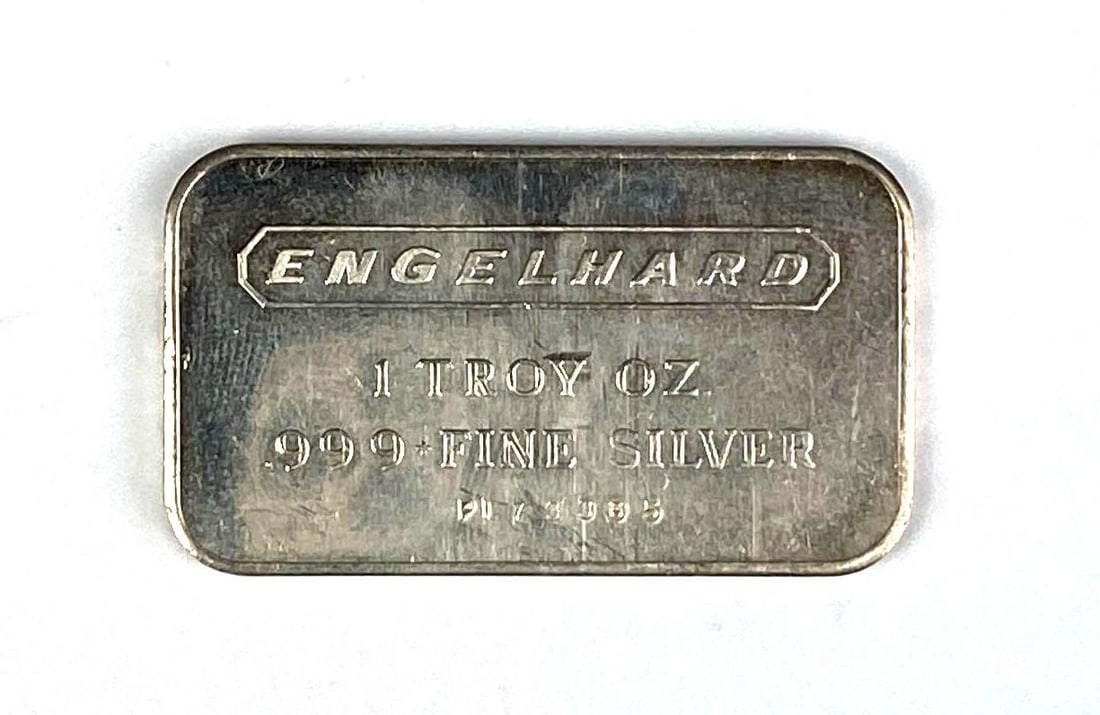 ENGELHARD
1 TROY OZ.
.999+FINE SILVER